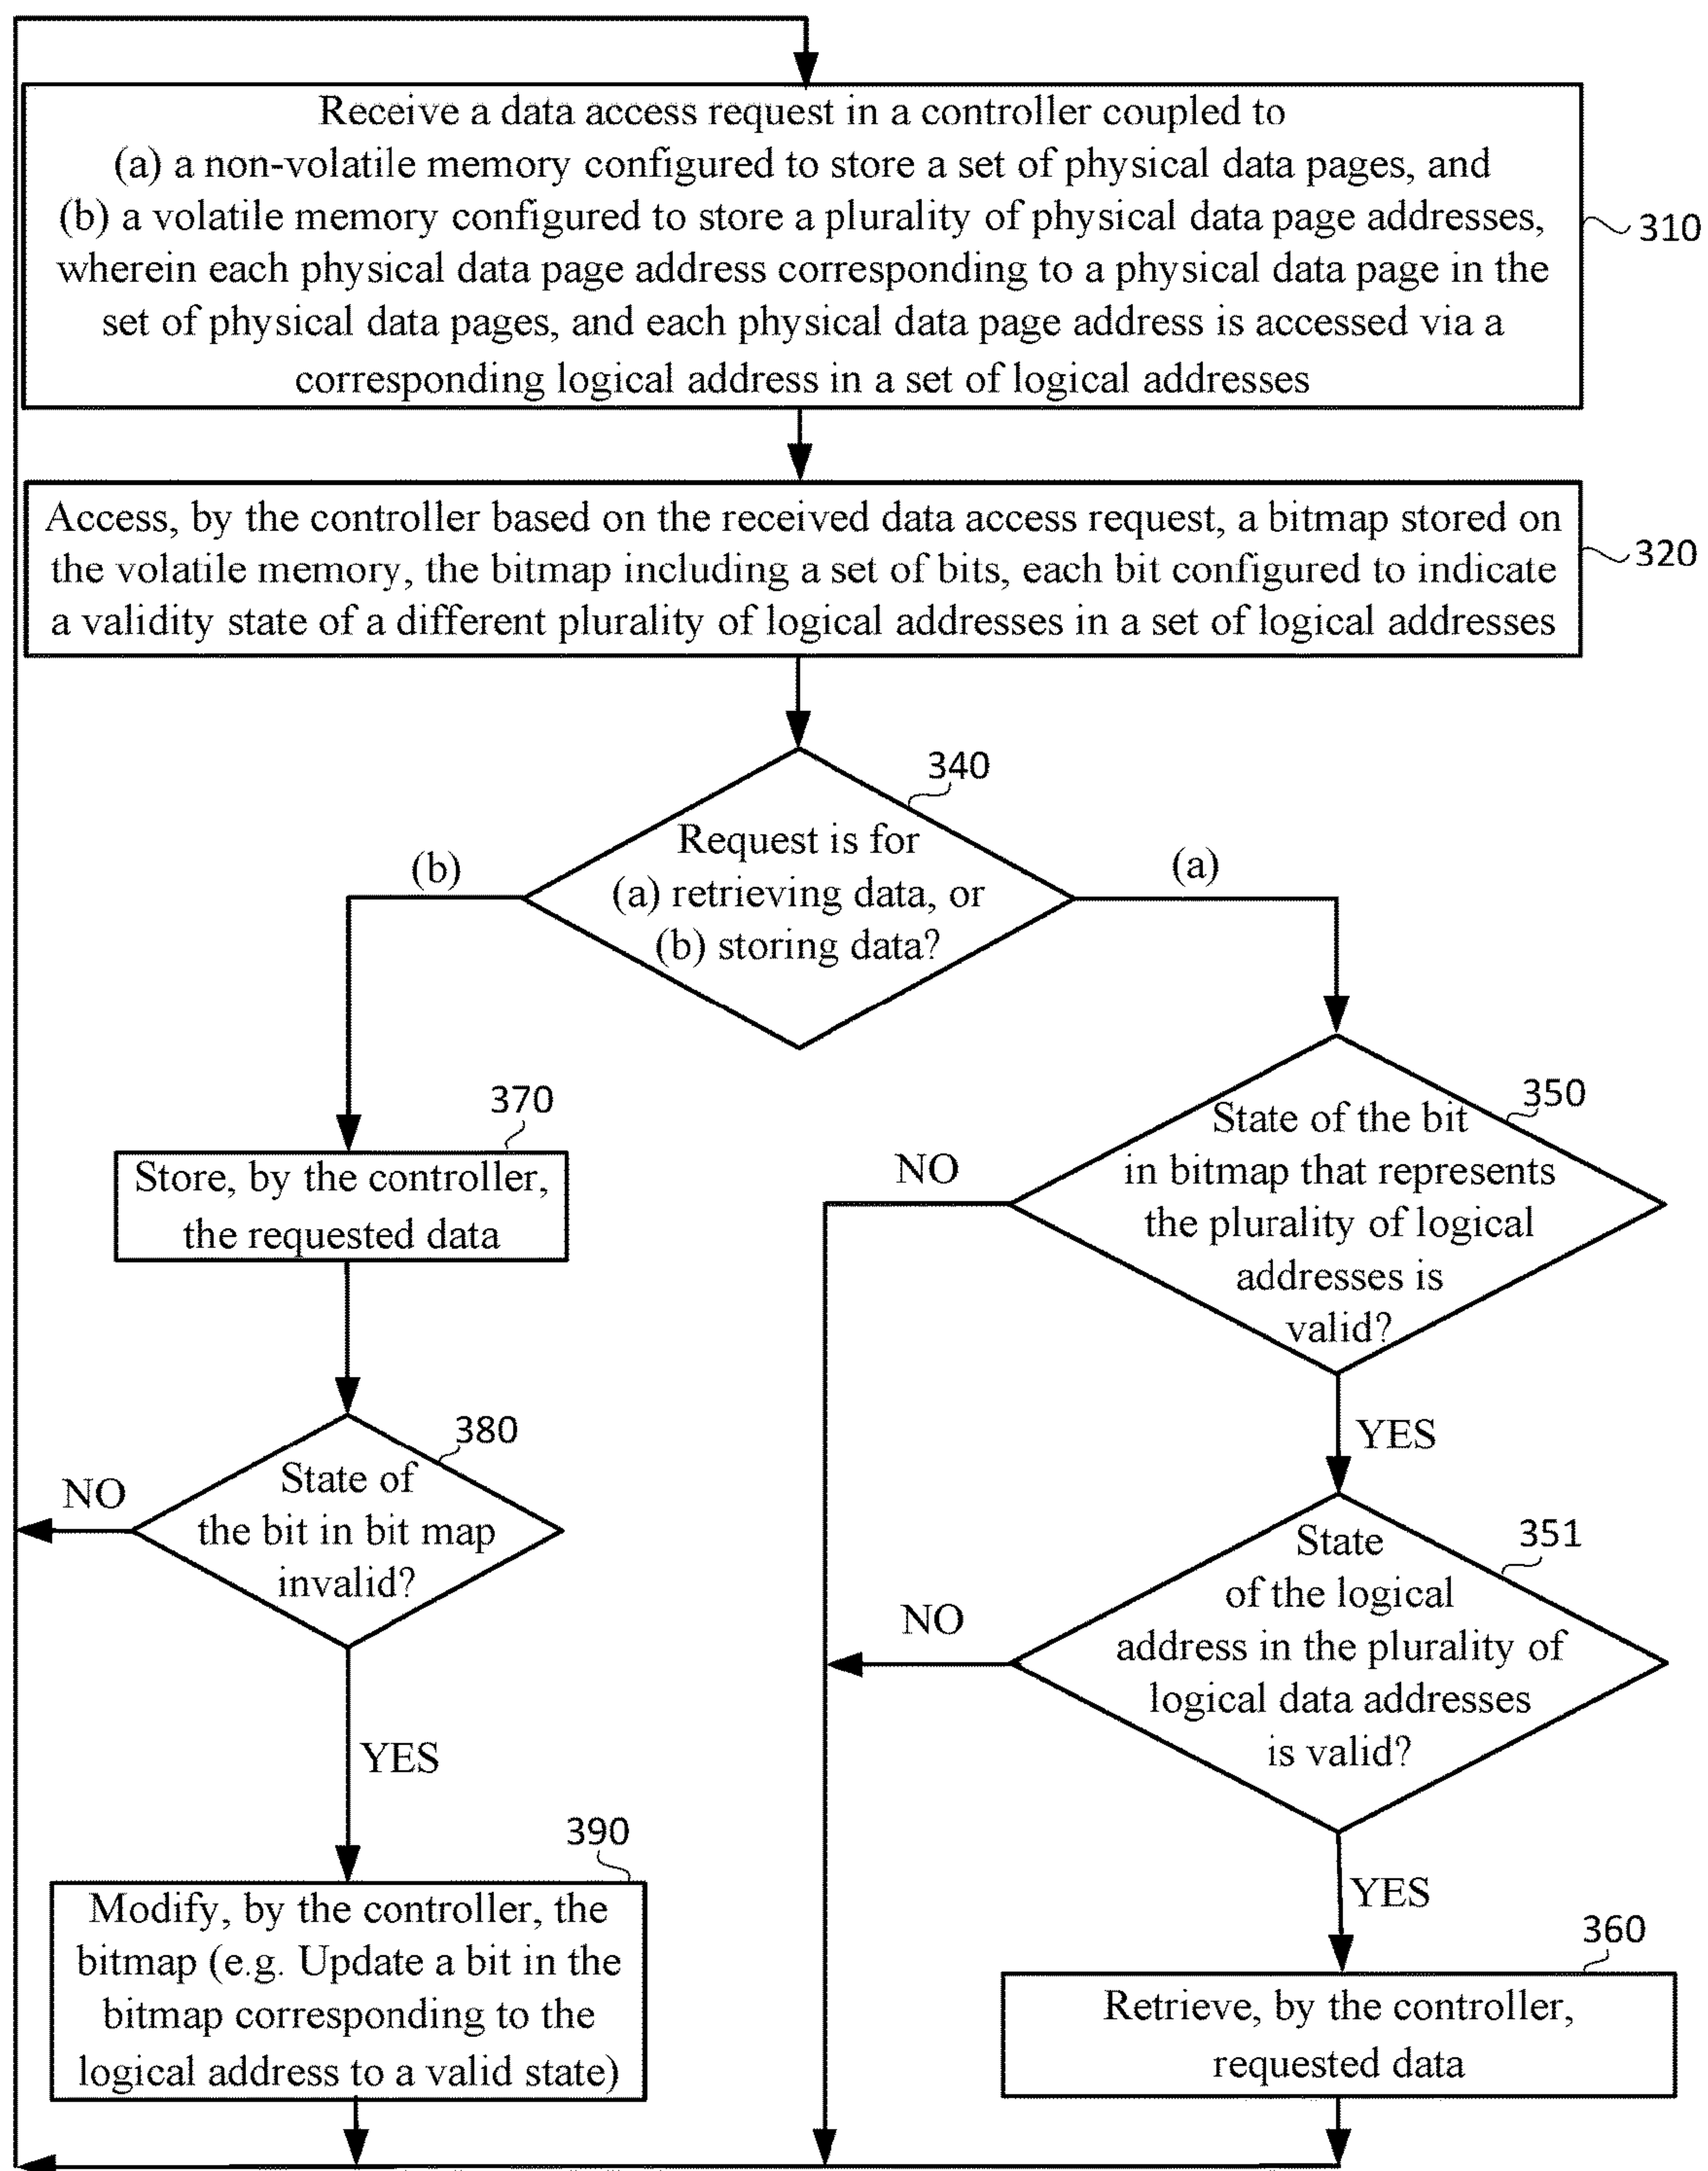 Receive a data access request in a controller coupled to
(a) a non-volatile memory configured to store a set of physical data pages, and
(b) a volatile memory configured to store a plurality of physical data page addresses,
wherein each physical data page address corresponding to a physical data page in the
set of physical data pages, and each physical data page address is accessed via a
corresponding logical address in a set of logical addresses
310
Access, by the controller based on the received data access request, a bitmap stored on
the volatile memory, the bitmap including a set of bits, each bit configured to indicate
a validity state of a different plurality of logical addresses in a set of logical addresses
320
340
Request is for
(a) retrieving data, or
(b) storing data?
(b)
(a)
370
Store, by the controller,
the requested data
350
State of the bit
in bitmap that represents
the plurality of logical
addresses is
valid?
NO
YES
380
State of
the bit in bit map
invalid?
NO
YES
351
State
of the logical
address in the plurality of
logical data addresses
is valid?
NO
YES
390
Modify, by the controller, the
bitmap (e.g. Update a bit in the
bitmap corresponding to the
logical address to a valid state)
360
Retrieve, by the controller,
requested data